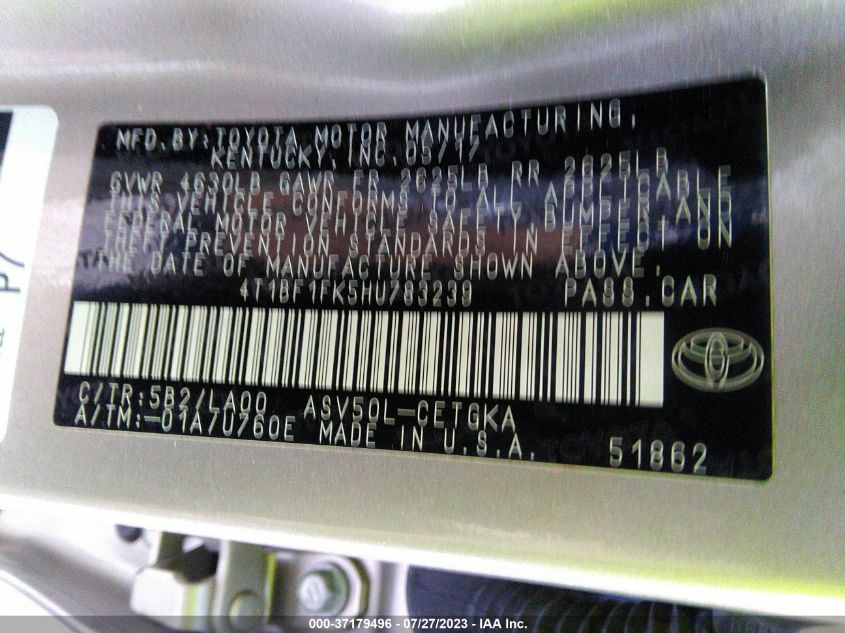 MFD. BY: TOYOTA MOTOR MANUFACTURING,
KENTUCKY, INC. 05/17
GVWR 4630LB GAWR FR 2625LB RR 2625LB
THIS VEHICLE CONFORMS TO ALL APPLICABLE
FEDERAL MOTOR VEHICLE SAFETY, BUMPER, AND
THEFT PREVENTION STANDARDS IN EFFECT ON
THE DATE OF MANUFACTURE SHOWN ABOVE.
4T1BF1FK5HU783239 PASS. CAR
C/TR: 5B2/LA00 ASV50L-CETGKA
A/TM: -01A/U760E MADE IN U.S.A.
51862
000-37179496 - 07/27/2023 - © IAA Inc.